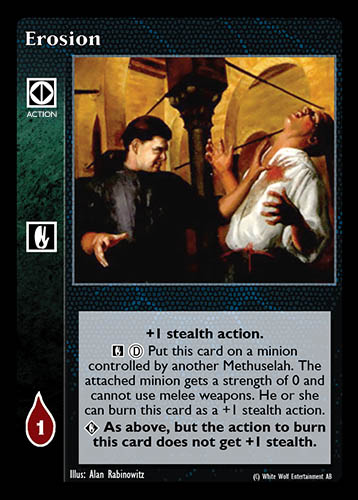 Erosion
ACTION
+1 stealth action.
D Put this card on a minion
controlled by another Methuselah. The
attached minion gets a strength of 0 and
cannot use melee weapons. He or she
can burn this card as a +1 stealth action.
As above, but the action to burn
this card does not get +1 stealth.
1
Illus: Alan Rabinowitz
(C) White Wolf Entertainment AB